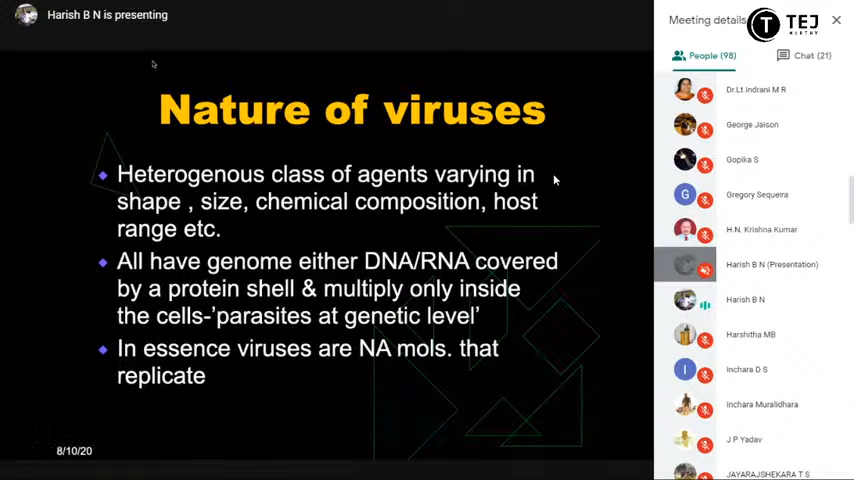 Harish B N is presenting
Nature of viruses
Heterogenous class of agents varying in
shape , size, chemical composition, host
range etc.
All have genome either DNA/RNA covered
by a protein shell & multiply only inside
the cells-'parasites at genetic level'
In essence viruses are NA mols. that
replicate
8/10/20
Meeting details
T TEJ
People (98)
Chat (21)
Dr.Lt.Indrani M R
George Jaison
Gopika S
G Gregory Sequeira
H.N. Krishna Kumar
Harish B N (Presentation)
Harish B N
Harshitha MB
I Inchara D S
Inchara Muralidhara
J P Yadav
JAYARAJSHEKARA T S